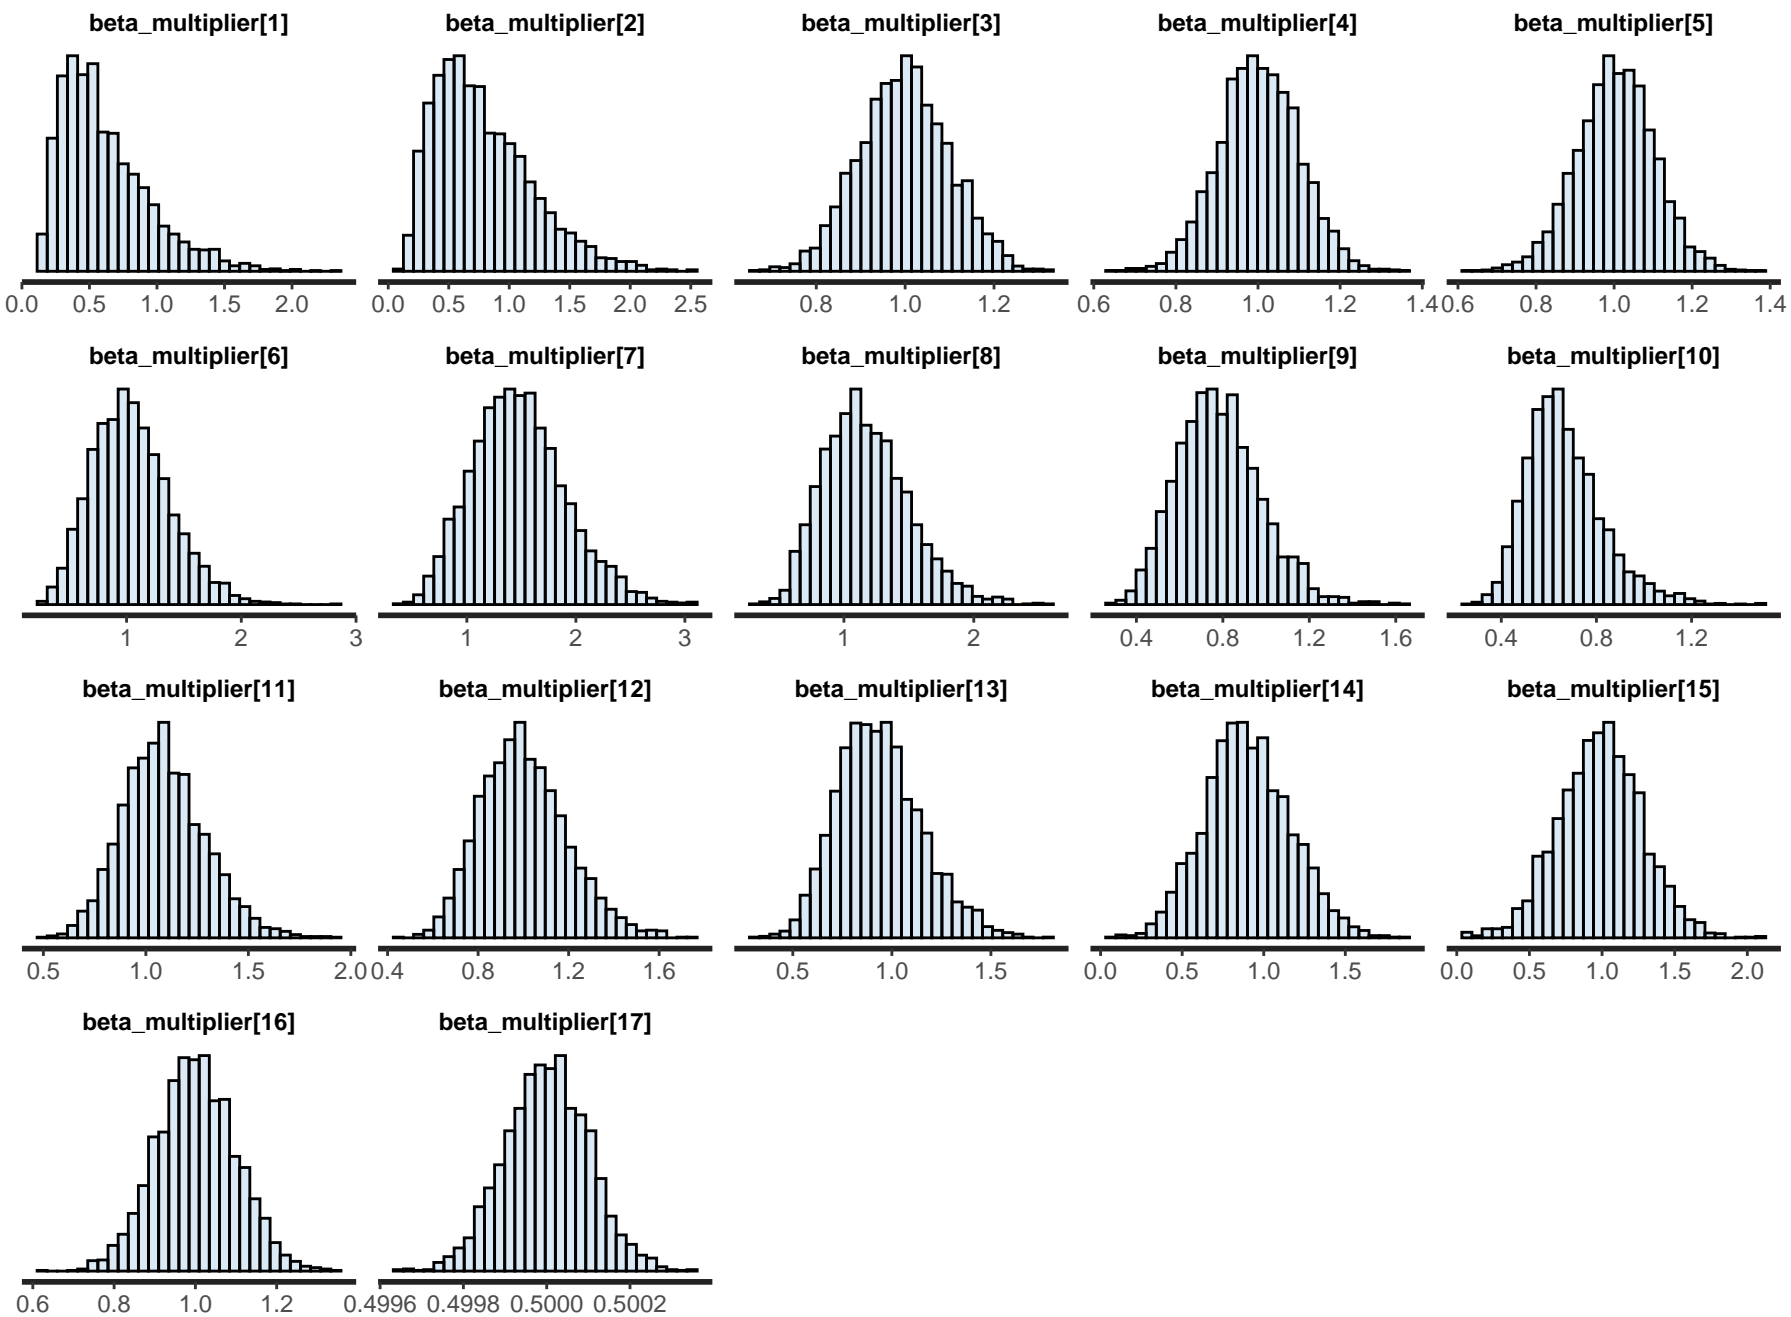 beta_multiplier[1] beta_multiplier[2] beta_multiplier[3] beta_multiplier[4] beta_multiplier[5]
0.0 0.5 1.0 1.5 2.0 0.0 0.5 1.0 1.5 2.0 2.5 0.8 1.0 1.2 0.6 0.8 1.0 1.2 1.4 0.6 0.8 1.0 1.2 1.4
beta_multiplier[6] beta_multiplier[7] beta_multiplier[8] beta_multiplier[9] beta_multiplier[10]
1 2 3 1 2 3 1 2 0.4 0.8 1.2 1.6 0.4 0.8 1.2
beta_multiplier[11] beta_multiplier[12] beta_multiplier[13] beta_multiplier[14] beta_multiplier[15]
0.5 1.0 1.5 2.0 0.4 0.8 1.2 1.6 0.5 1.0 1.5 0.0 0.5 1.0 1.5 0.0 0.5 1.0 1.5 2.0
beta_multiplier[16] beta_multiplier[17]
0.6 0.8 1.0 1.2 0.4996 0.4998 0.5000 0.5002